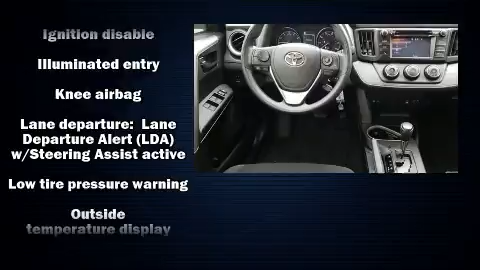 Ignition disable
Illuminated entry
Knee airbag
Lane departure: Lane
Departure Alert (LDA)
w/Steering Assist active
Low tire pressure warning
Outside
temperature display